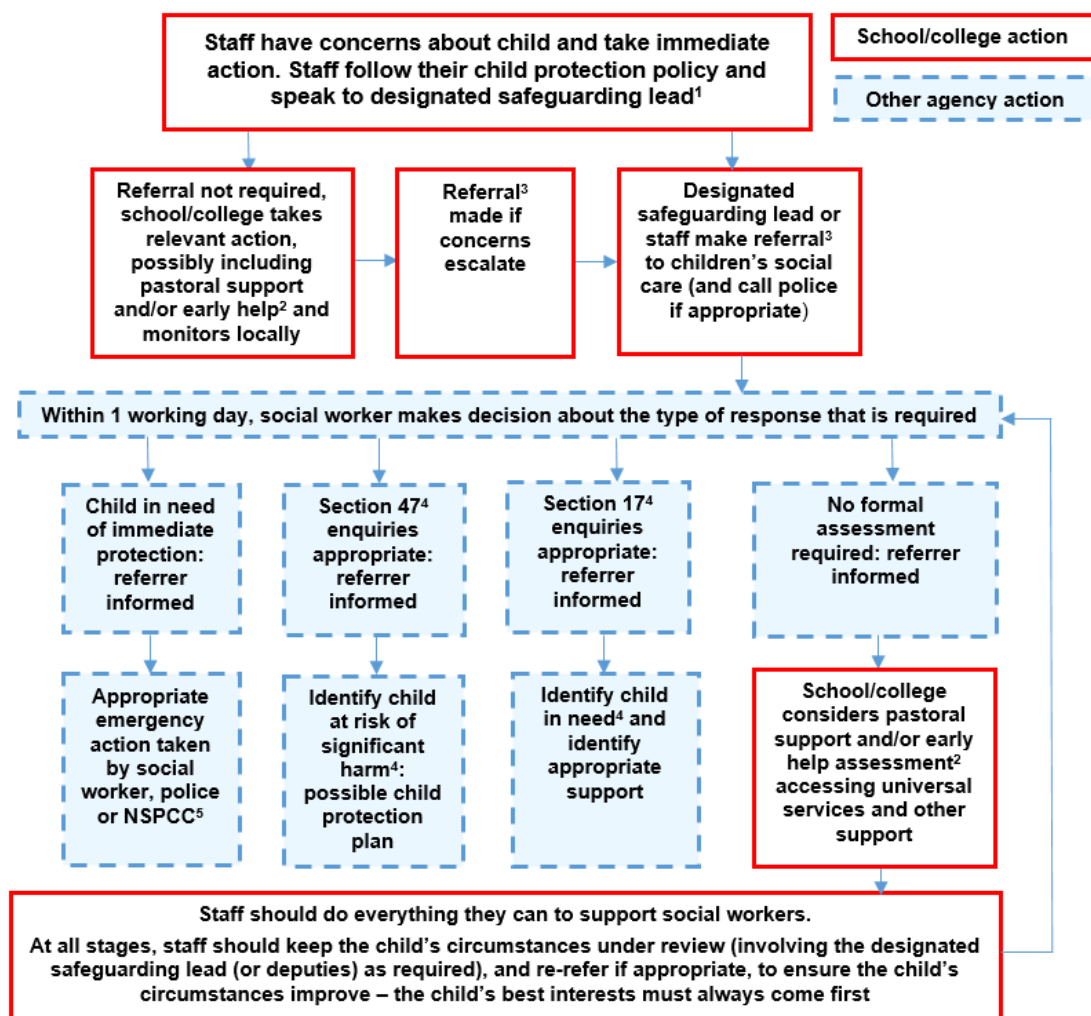 Staff have concerns about child and take immediate
action. Staff follow their child protection policy and
speak to designated safeguarding lead¹
School/college action
Other agency action
Referral not required,
school/college takes
relevant action,
possibly including
pastoral support
and/or early help² and
monitors locally
Referral³
made if
concerns
escalate
Designated
safeguarding lead or
staff make referral³
to children’s social
care (and call police
if appropriate)
Within 1 working day, social worker makes decision about the type of response that is required
Child in need
of immediate
protection:
referrer
informed
Section 47⁴
enquiries
appropriate:
referrer
informed
Section 17⁴
enquiries
appropriate:
referrer
informed
No formal
assessment
required: referrer
informed
Appropriate
emergency
action taken
by social
worker, police
or NSPCC⁵
Identify child
at risk of
significant
harm⁴:
possible child
protection
plan
Identify child
in need⁴ and
identify
appropriate
support
School/college
considers pastoral
support and/or early
help assessment²
accessing universal
services and other
support
Staff should do everything they can to support social workers.
At all stages, staff should keep the child’s circumstances under review (involving the designated
safeguarding lead (or deputies) as required), and re-refer if appropriate, to ensure the child’s
circumstances improve – the child’s best interests must always come first